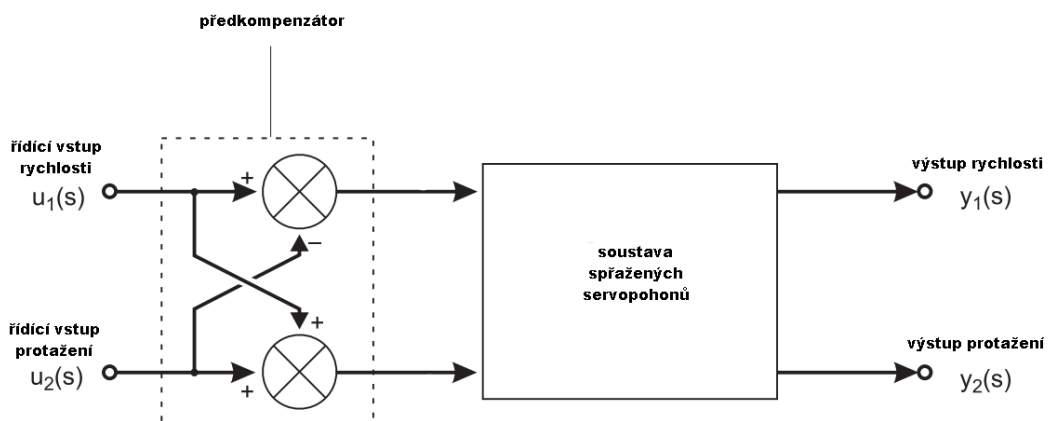 předkompenzátor
řídící vstup
rychlosti
u₁(s)
+
−
výstup rychlosti
y₁(s)
soustava
spřažených
servopohonů
+
řídící vstup
protažení
u₂(s)
+
výstup protažení
y₂(s)